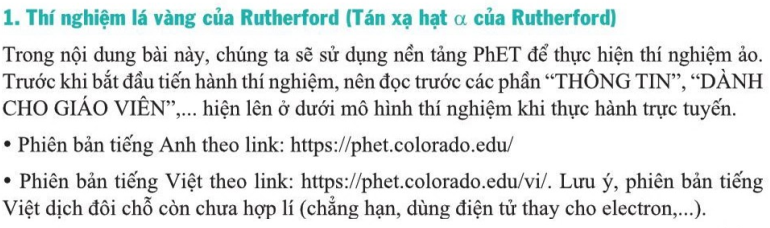 1. Thí nghiệm lá vàng của Rutherford (Tán xạ hạt α của Rutherford)
Trong nội dung bài này, chúng ta sẽ sử dụng nền tảng PhET để thực hiện thí nghiệm ảo.
Trước khi bắt đầu tiến hành thí nghiệm, nên đọc trước các phần “THÔNG TIN”, “DÀNH
CHO GIÁO VIÊN”,... hiện lên ở dưới mô hình thí nghiệm khi thực hành trực tuyến.
• Phiên bản tiếng Anh theo link: https://phet.colorado.edu/
• Phiên bản tiếng Việt theo link: https://phet.colorado.edu/vi/. Lưu ý, phiên bản tiếng
Việt dịch đôi chỗ còn chưa hợp lí (chẳng hạn, dùng điện tử thay cho electron,...).